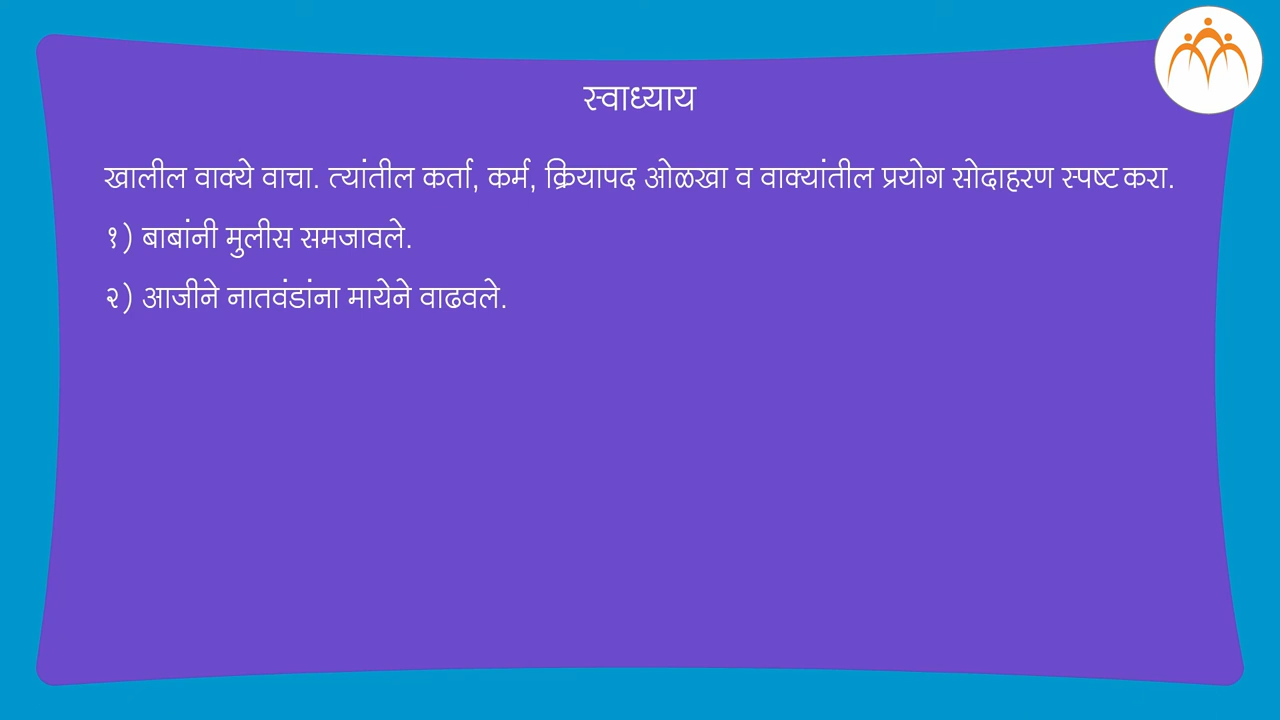 स्वाध्याय
खालील वाक्ये वाचा. त्यांतील कर्ता, कर्म, क्रियापद ओळखा व वाक्यांतील प्रयोग सोदाहरण स्पष्ट करा.
१) बाबांनी मुलीस समजावले.
२) आजीने नातवंडांना मायेने वाढवले.